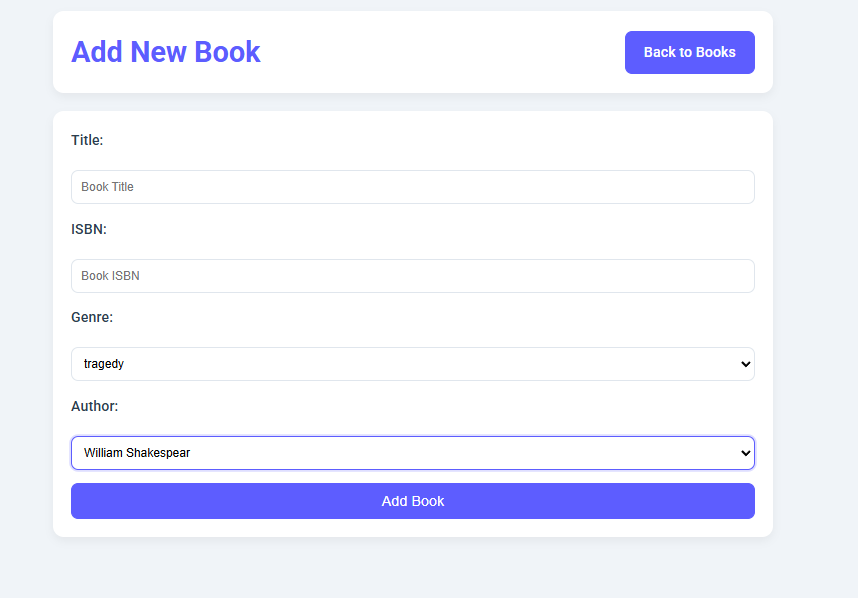 Add New Book
Back to Books
Title:
Book Title
ISBN:
Book ISBN
Genre:
tragedy
Author:
William Shakespear
Add Book